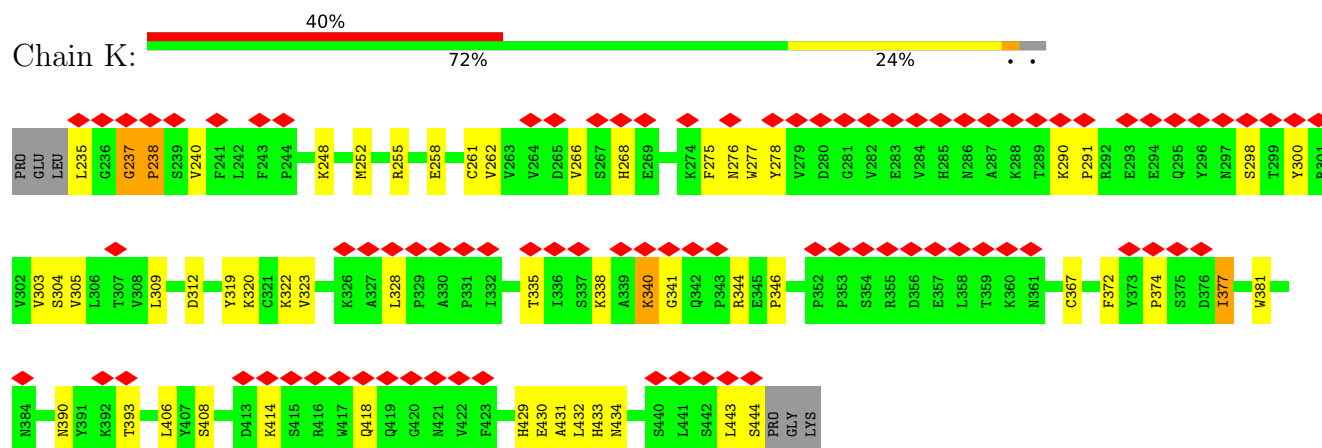 40%
Chain K:
72% 24% . .
PRO GLU LEU L235 G236 G237 P238 S239 V240 F241 L242 F243 P244 K248 M252 R255 E258 C261 V262 V263 V264 D265 V266 S267 H268 E269 K274 F275 N276 W277 Y278 V279 D280 G281 V282 E283 V284 H285 N286 A287 K288 T289 K290 P291 R292 E293 E294 Q295 Y296 N297 S298 T299 Y300 R301
V302 V303 S304 V305 L306 T307 V308 L309 D312 Y319 K320 G321 K322 V323 K326 A327 L328 P329 A330 P331 I332 T335 I336 S337 K338 A339 K340 G341 Q342 P343 R344 E345 P346 P352 P353 S354 R355 D356 E357 L358 T359 K360 N361 C367 F372 Y373 P374 S375 D376 I377 W381
N384 N390 Y391 K392 T393 L406 Y407 S408 D413 K414 S415 R416 W417 Q418 Q419 G420 N421 V422 F423 H429 E430 A431 L432 H433 N434 S440 L441 S442 L443 S444 PRO GLY LYS